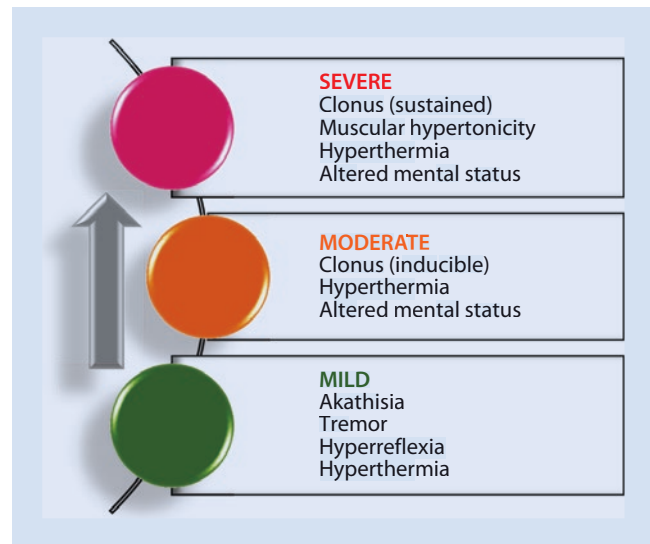 SEVERE
Clonus (sustained)
Muscular hypertonicity
Hyperthermia
Altered mental status
MODERATE
Clonus (inducible)
Hyperthermia
Altered mental status
MILD
Akathisia
Tremor
Hyperreflexia
Hyperthermia